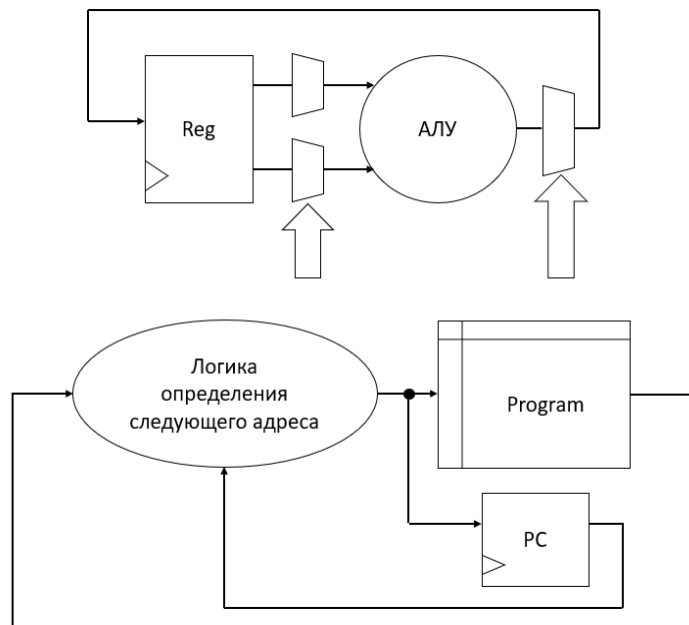 Reg
АЛУ
Логика
определения
следующего адреса
Program
PC